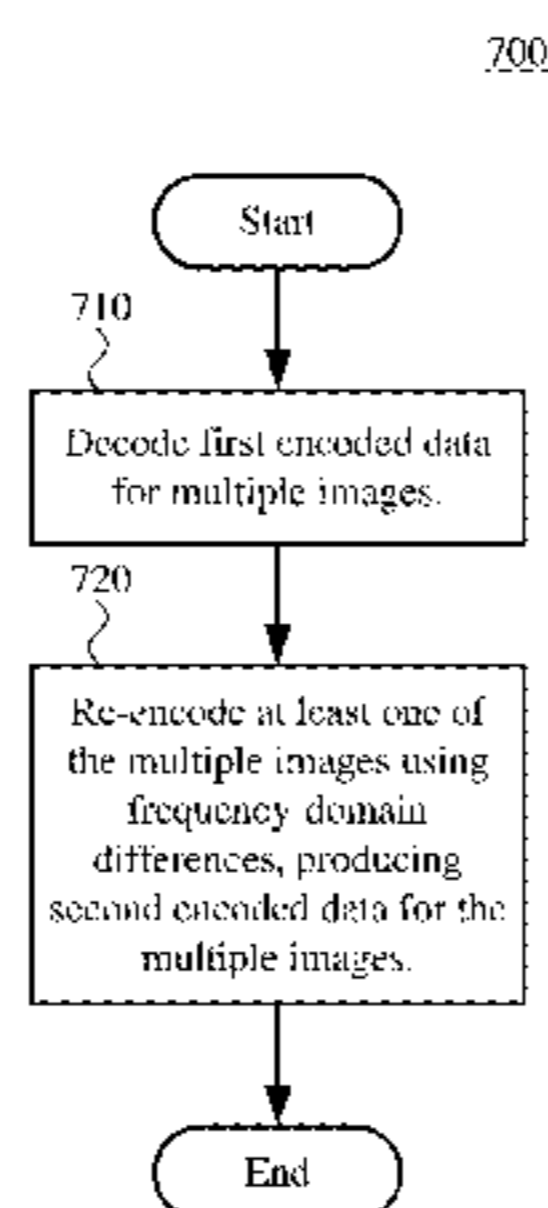 700
Start
710
Decode first encoded data
for multiple images.
720
Re-encode at least one of
the multiple images using
frequency domain
differences, producing
second encoded data for the
multiple images.
End